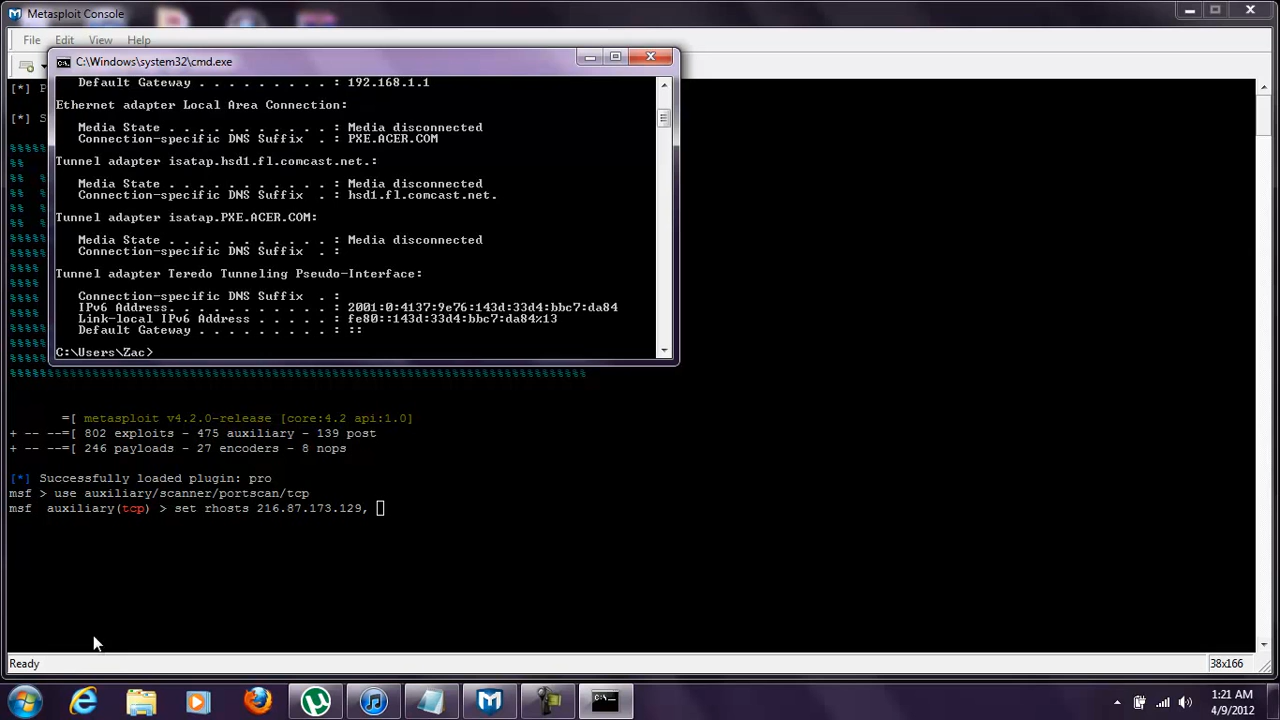 Metasploit Console
File Edit View Help
C:\Windows\system32\cmd.exe
[*] P
[*] S
Default Gateway . . . . . . . . . : 192.168.1.1
Ethernet adapter Local Area Connection:
Media State . . . . . . . . . . . : Media disconnected
Connection-specific DNS Suffix  . : PXE.ACER.COM
Tunnel adapter isatap.hsd1.fl.comcast.net.:
Media State . . . . . . . . . . . : Media disconnected
Connection-specific DNS Suffix  . : hsd1.fl.comcast.net.
Tunnel adapter isatap.PXE.ACER.COM:
Media State . . . . . . . . . . . : Media disconnected
Connection-specific DNS Suffix  . :
Tunnel adapter Teredo Tunneling Pseudo-Interface:
Connection-specific DNS Suffix  . :
IPv6 Address. . . . . . . . . . . : 2001:0:4137:9e76:143d:33d4:bbc7:da84
Link-local IPv6 Address . . . . . : fe80::143d:33d4:bbc7:da84%13
Default Gateway . . . . . . . . . : ::
C:\Users\Zac>
=[ metasploit v4.2.0-release [core:4.2 api:1.0]
+ -- --=[ 802 exploits - 475 auxiliary - 139 post
+ -- --=[ 246 payloads - 27 encoders - 8 nops
[*] Successfully loaded plugin: pro
msf > use auxiliary/scanner/portscan/tcp
msf  auxiliary(tcp) > set rhosts 216.87.173.129,
Ready
38x166
1:21 AM
4/9/2012